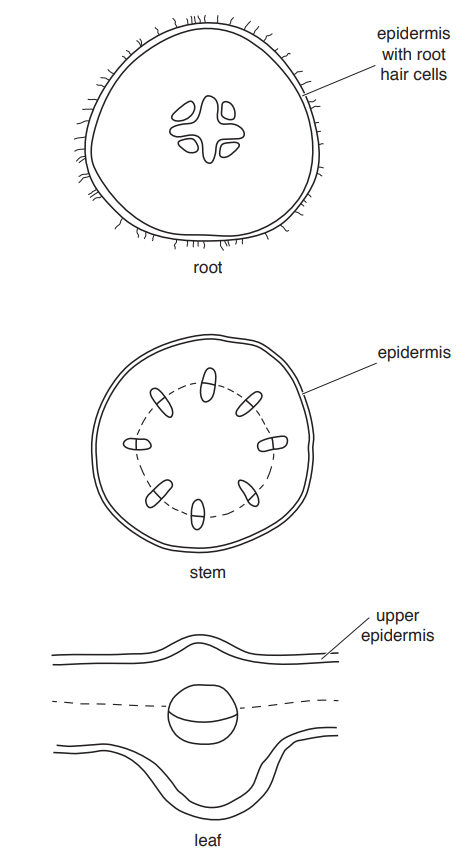 epidermis
with root
hair cells
root
epidermis
stem
upper
epidermis
leaf